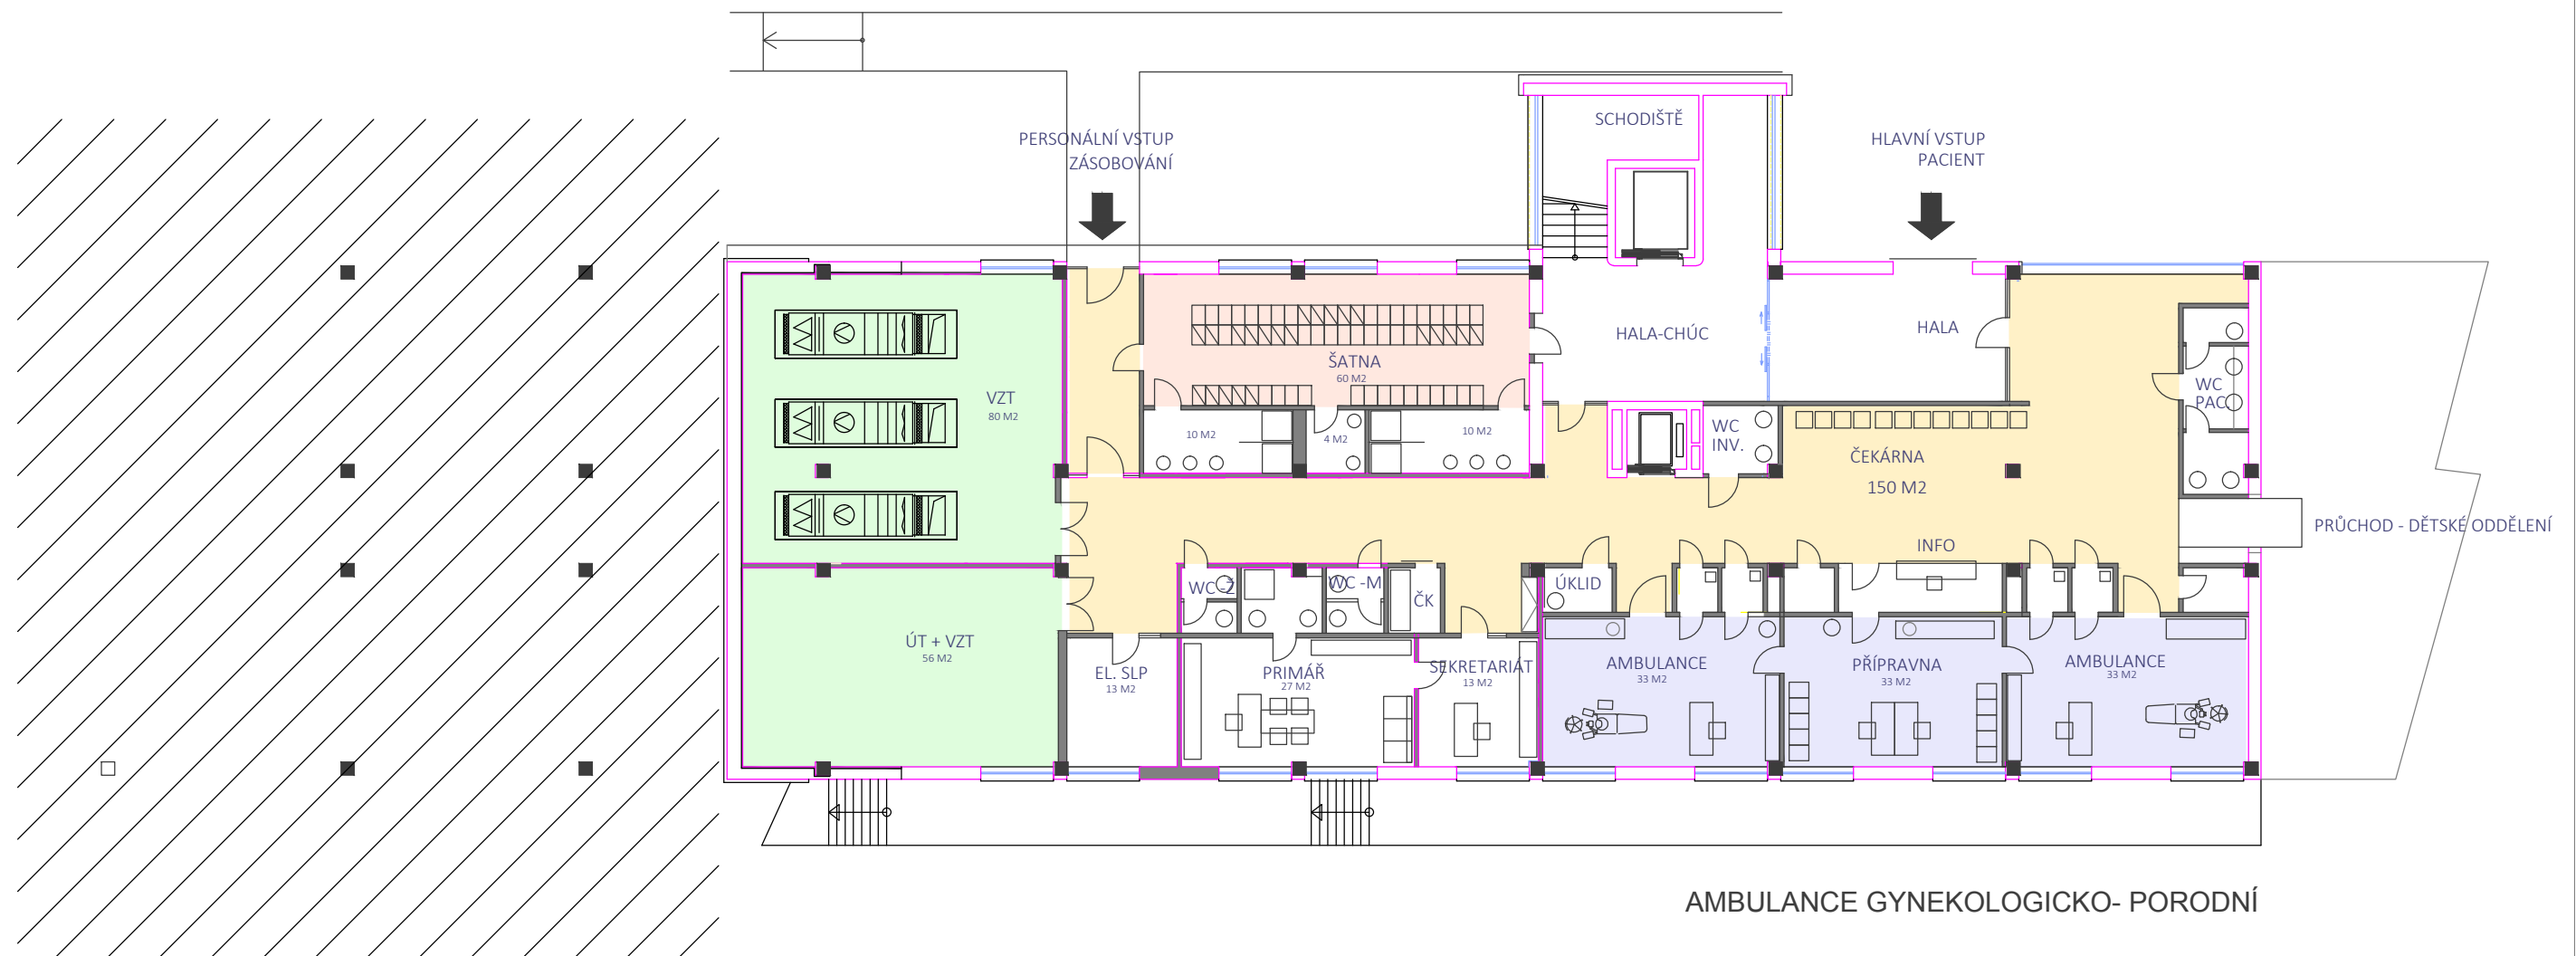 SCHODIŠTĚ
PERSONÁLNÍ VSTUP
ZÁSOBOVÁNÍ
HLAVNÍ VSTUP
PACIENT
HALA-CHÚC
HALA
ŠATNA
60 M2
VZT
80 M2
WC
PAC
10 M2
4 M2
10 M2
WC
INV.
ČEKÁRNA
150 M2
PRŮCHOD - DĚTSKÉ ODDĚLENÍ
INFO
WC -Ž
WC -M
ČK
ÚKLID
ÚT + VZT
56 M2
EL. SLP
13 M2
PRIMÁŘ
27 M2
SEKRETARIÁT
13 M2
AMBULANCE
33 M2
PŘÍPRAVNA
33 M2
AMBULANCE
33 M2
AMBULANCE GYNEKOLOGICKO- PORODNÍ